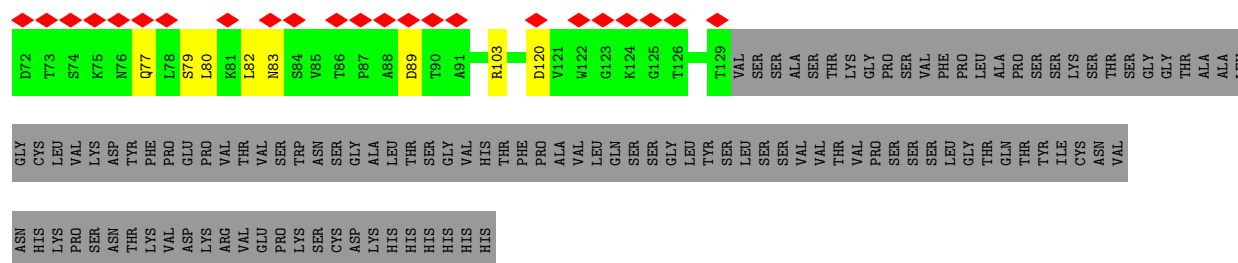 D72 T73 S74 K75 N76 Q77 L78 S79 L80 K81 L82 N83 S84 V85 T86 P87 A88 D89 T90 A91 R103 D120 V121 W122 G123 K124 G125 T126 T129 VAL SER SER ALA SER THR LYS GLY PRO SER VAL PHE PRO LEU ALA PRO SER SER LYS SER THR SER GLY GLY THR ALA ALA LEU
GLY CYS LEU VAL LYS ASP TYR PHE PRO GLU PRO VAL THR VAL SER TRP ASN SER GLY ALA LEU THR SER GLY VAL HIS THR PHE PRO ALA VAL LEU GLN SER SER GLY LEU TYR SER LEU SER SER VAL VAL THR VAL PRO SER SER SER LEU GLY THR GLN THR TYR ILE CYS ASN VAL
ASN HIS LYS PRO SER ASN THR LYS VAL ASP LYS ARG VAL GLU PRO LYS SER CYS ASP LYS HIS HIS HIS HIS HIS HIS